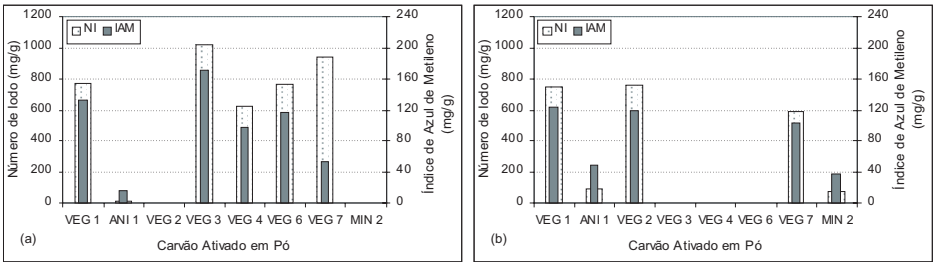 NI IAM
Número de Iodo (mg/g)
1200
1000
800
600
400
200
0
240
200
160
120
80
40
0
Índice de Azul de Metileno
(mg/g)
VEG 1 ANI 1 VEG 2 VEG 3 VEG 4 VEG 6 VEG 7 MIN 2
(a)
Carvão Ativado em Pó
NI IAM
Número de Iodo (mg/g)
1200
1000
800
600
400
200
0
240
200
160
120
80
40
0
Índice de Azul de Metileno
(mg/g)
VEG 1 ANI 1 VEG 2 VEG 3 VEG 4 VEG 6 VEG 7 MIN 2
(b)
Carvão Ativado em Pó